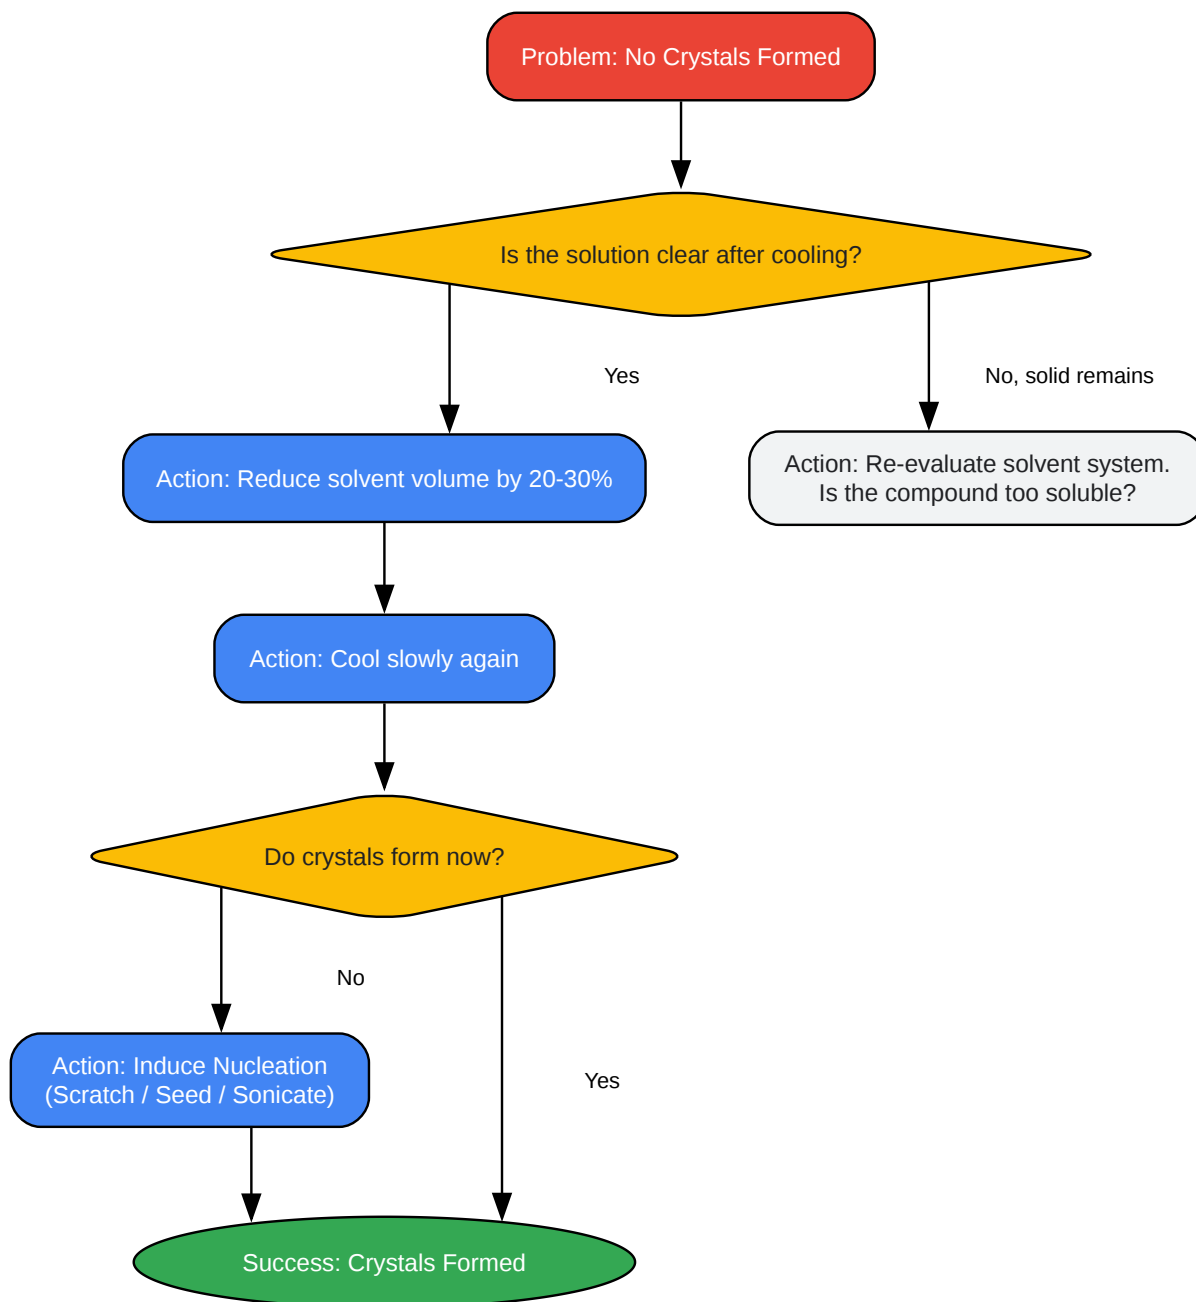 Problem: No Crystals Formed
Is the solution clear after cooling?
Yes
No, solid remains
Action: Reduce solvent volume by 20-30%
Action: Re-evaluate solvent system.
Is the compound too soluble?
Action: Cool slowly again
Do crystals form now?
No
Action: Induce Nucleation
(Scratch / Seed / Sonicate)
Yes
Success: Crystals Formed